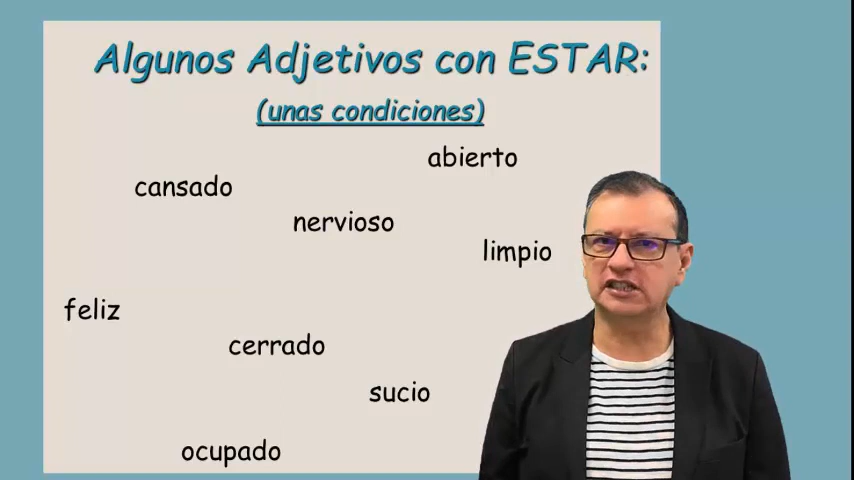 Algunos Adjetivos con ESTAR:
(unas condiciones)
abierto
cansado
nervioso
limpio
feliz
cerrado
sucio
ocupado